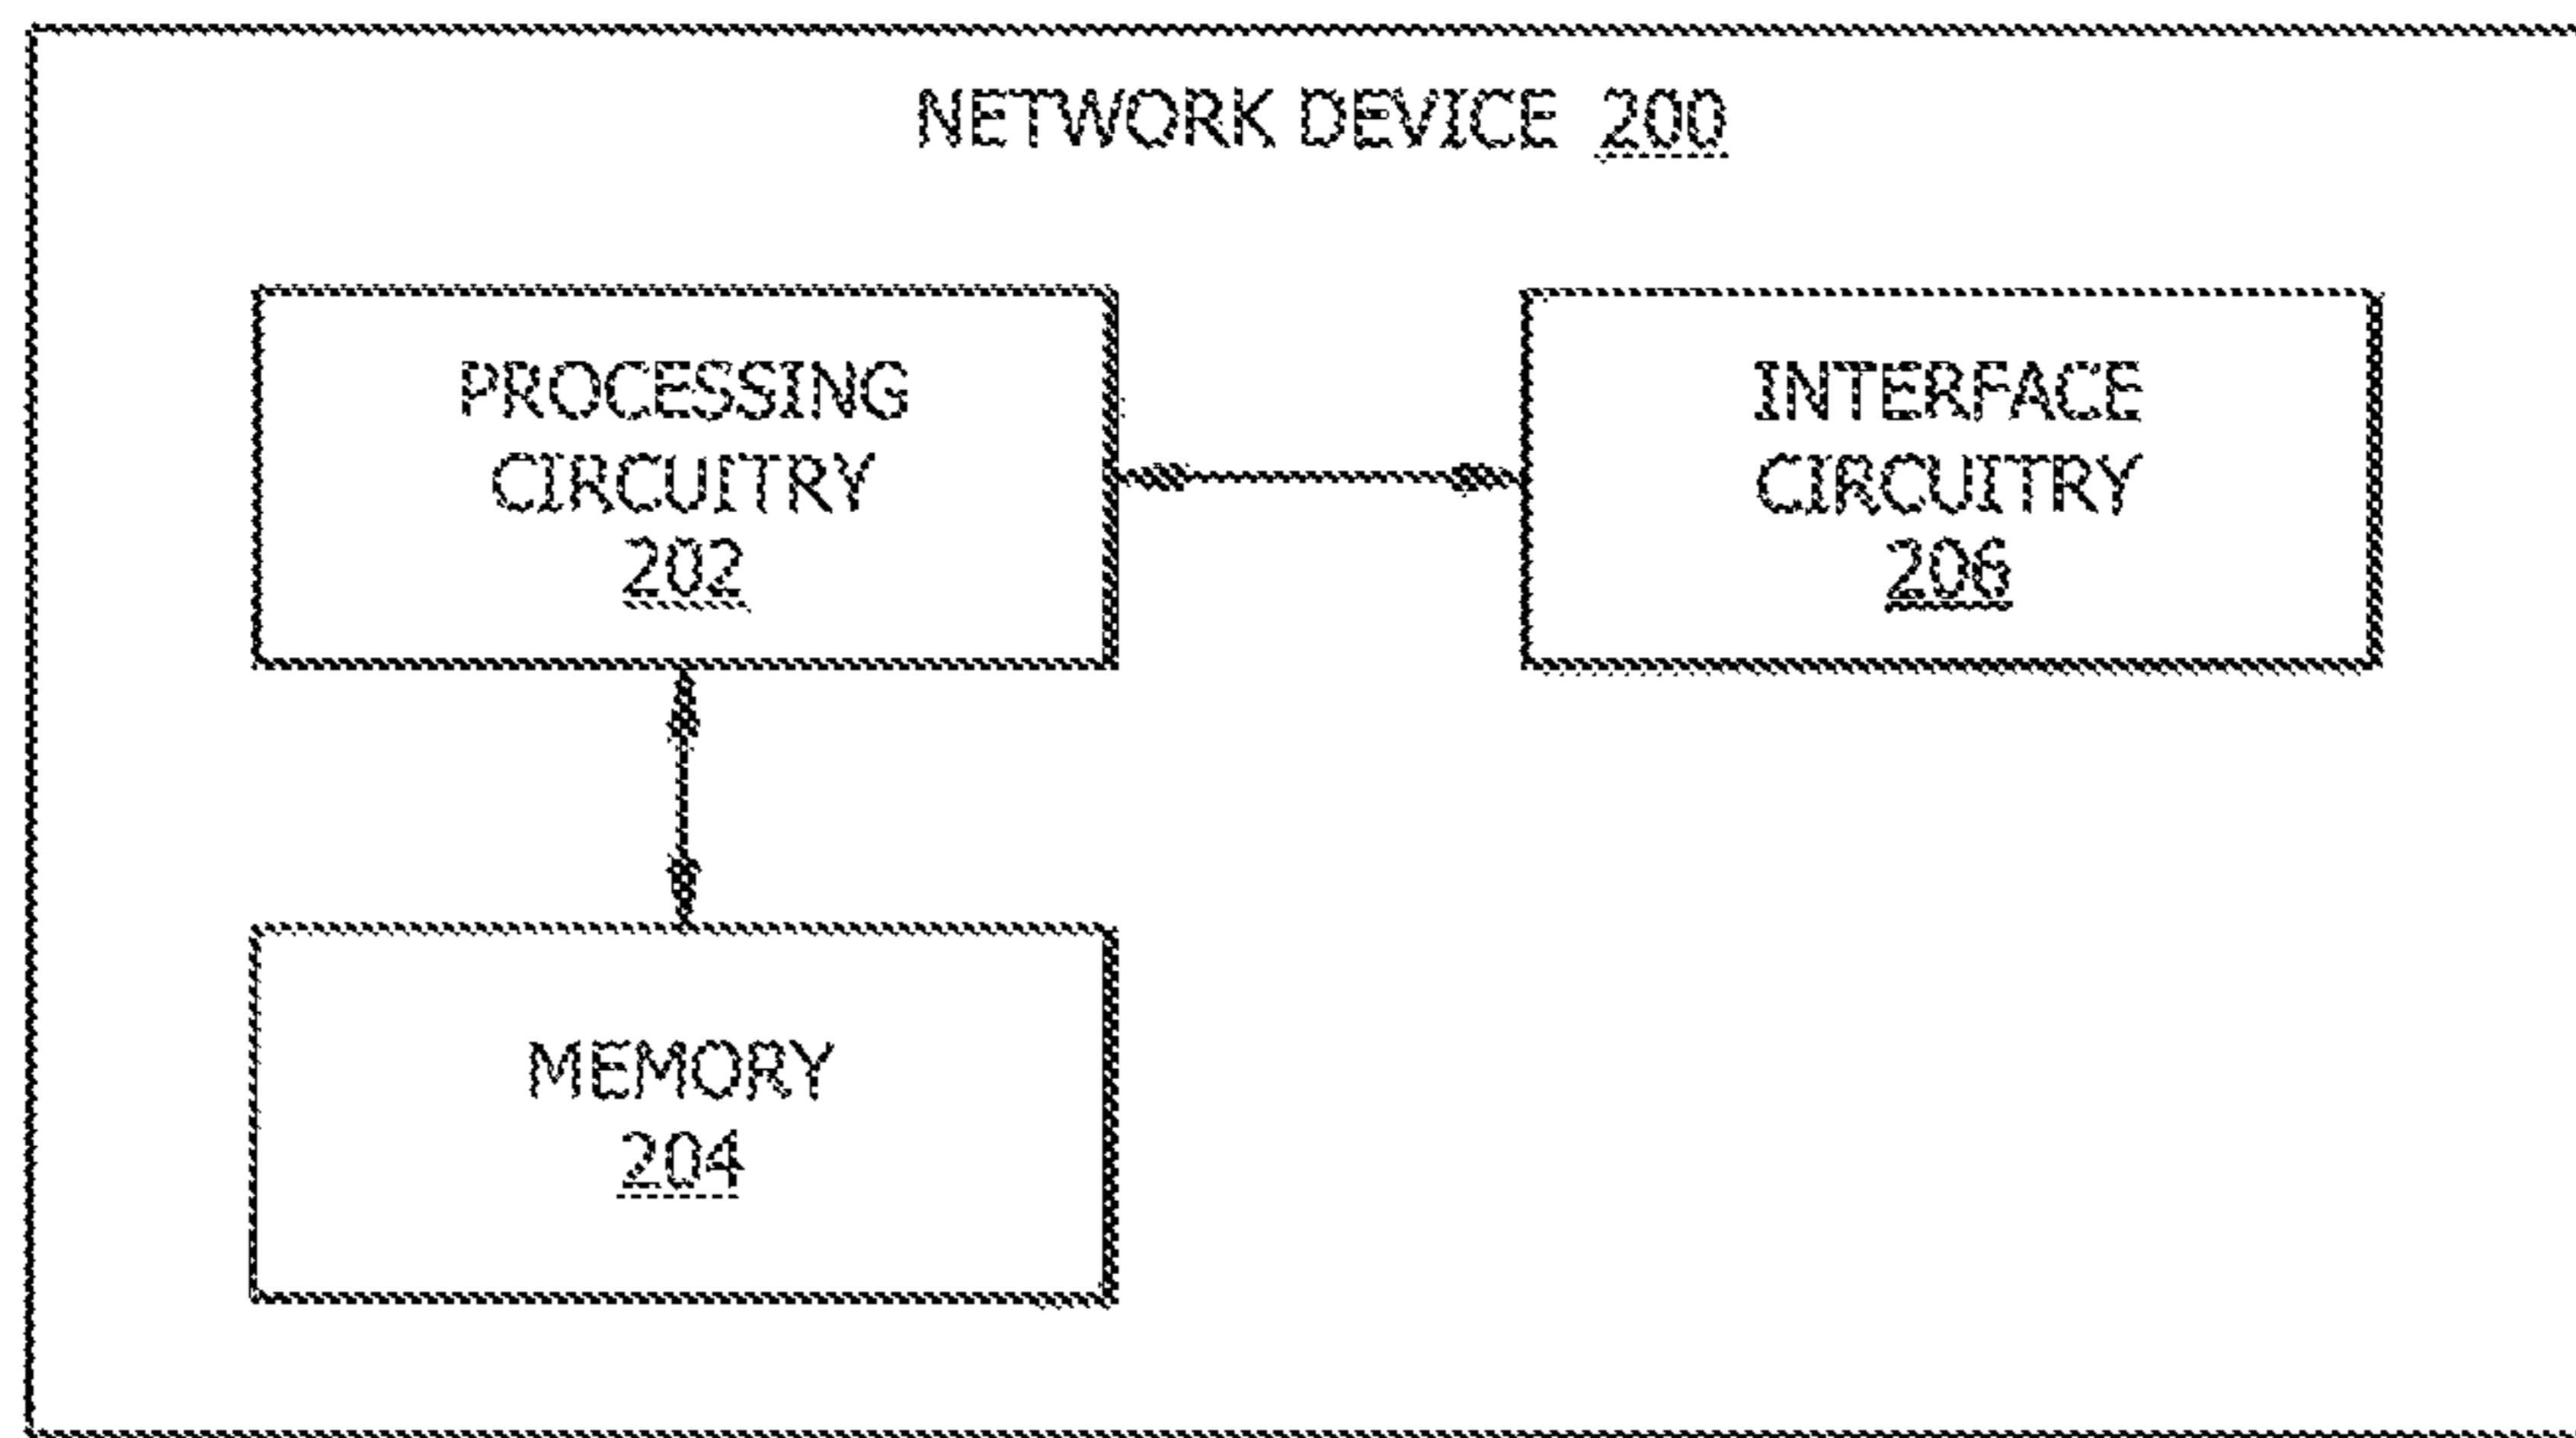 NETWORK DEVICE 200
PROCESSING
CIRCUITRY
202
INTERFACE
CIRCUITRY
206
MEMORY
204